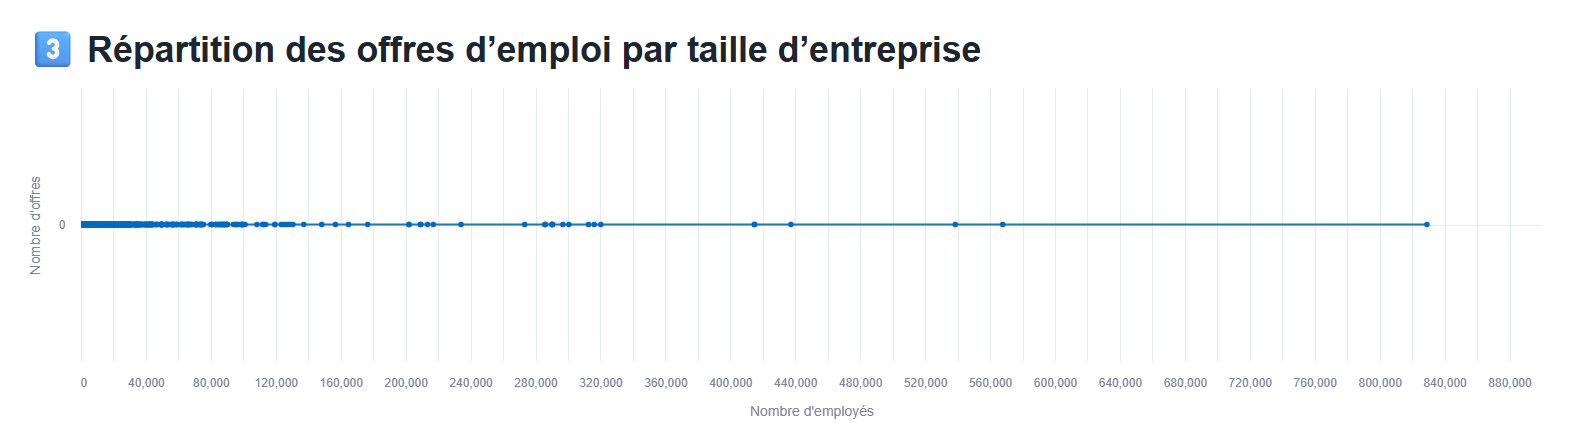 3 Répartition des offres d’emploi par taille d’entreprise
Nombre d'offres
0
0 40,000 80,000 120,000 160,000 200,000 240,000 280,000 320,000 360,000 400,000 440,000 480,000 520,000 560,000 600,000 640,000 680,000 720,000 760,000 800,000 840,000 880,000
Nombre d'employés